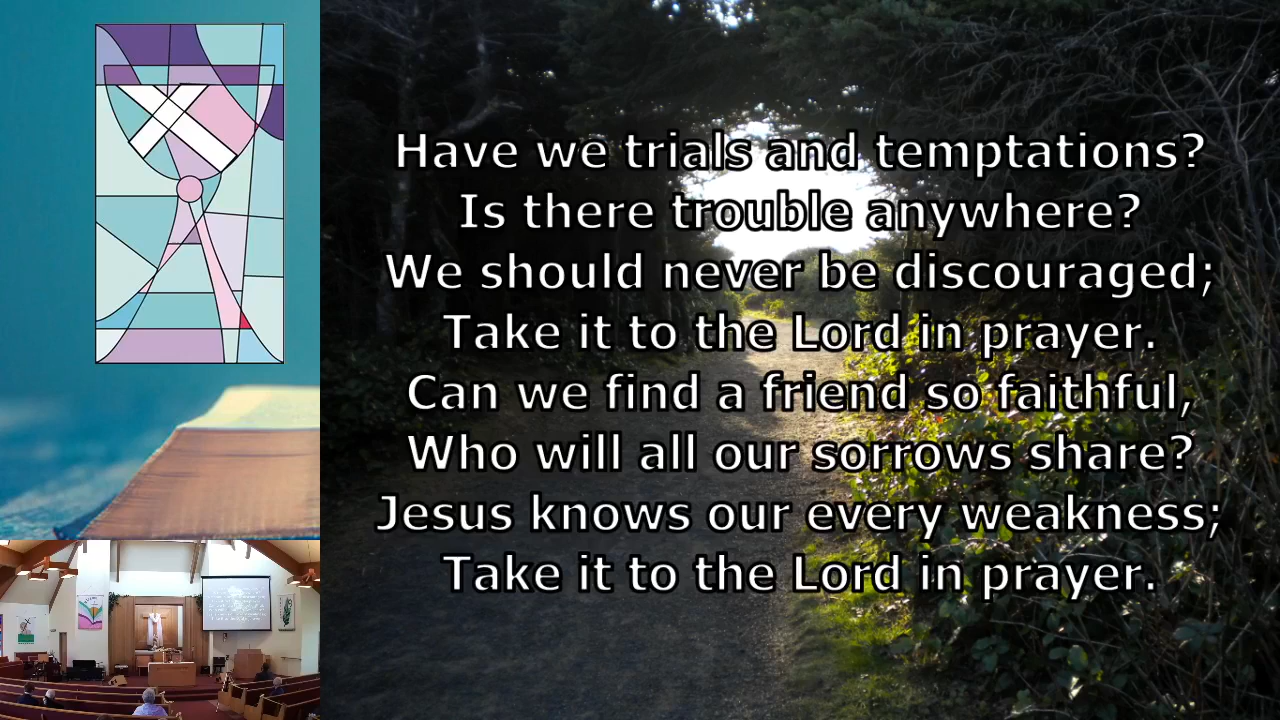 Have we trials and temptations?
Is there trouble anywhere?
We should never be discouraged;
Take it to the Lord in prayer.
Can we find a friend so faithful,
Who will all our sorrows share?
Jesus knows our every weakness;
Take it to the Lord in prayer.